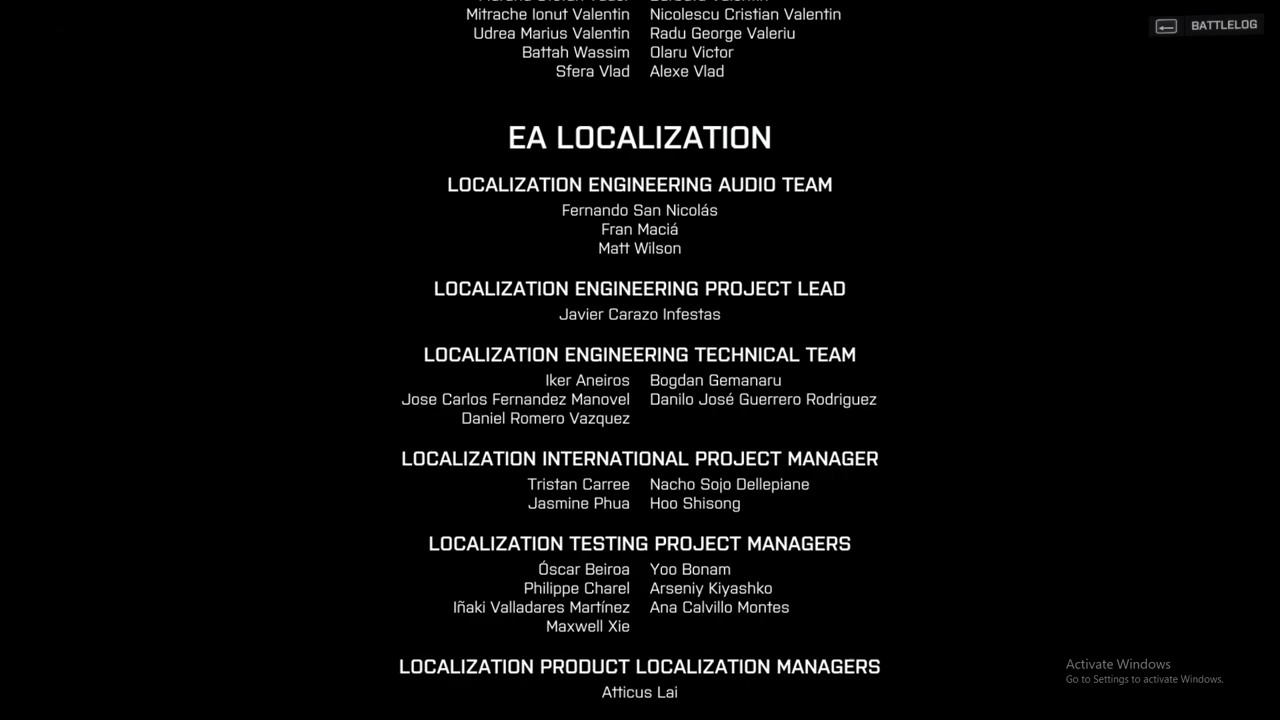 Mitrache Ionut Valentin Nicolescu Cristian Valentin
Udrea Marius Valentin Radu George Valeriu
Battah Wassim Olaru Victor
Sfera Vlad Alexe Vlad
BATTLELOG
EA LOCALIZATION
LOCALIZATION ENGINEERING AUDIO TEAM
Fernando San Nicolás
Fran Maciá
Matt Wilson
LOCALIZATION ENGINEERING PROJECT LEAD
Javier Carazo Infestas
LOCALIZATION ENGINEERING TECHNICAL TEAM
Iker Aneiros Bogdan Gemanaru
Jose Carlos Fernandez Manovel Danilo José Guerrero Rodriguez
Daniel Romero Vazquez
LOCALIZATION INTERNATIONAL PROJECT MANAGER
Tristan Carree Nacho Sojo Dellepiane
Jasmine Phua Hoo Shisong
LOCALIZATION TESTING PROJECT MANAGERS
Óscar Beiroa Yoo Bonam
Philippe Charel Arseniy Kiyashko
Iñaki Valladares Martínez Ana Calvillo Montes
Maxwell Xie
LOCALIZATION PRODUCT LOCALIZATION MANAGERS
Atticus Lai
Activate Windows
Go to Settings to activate Windows.